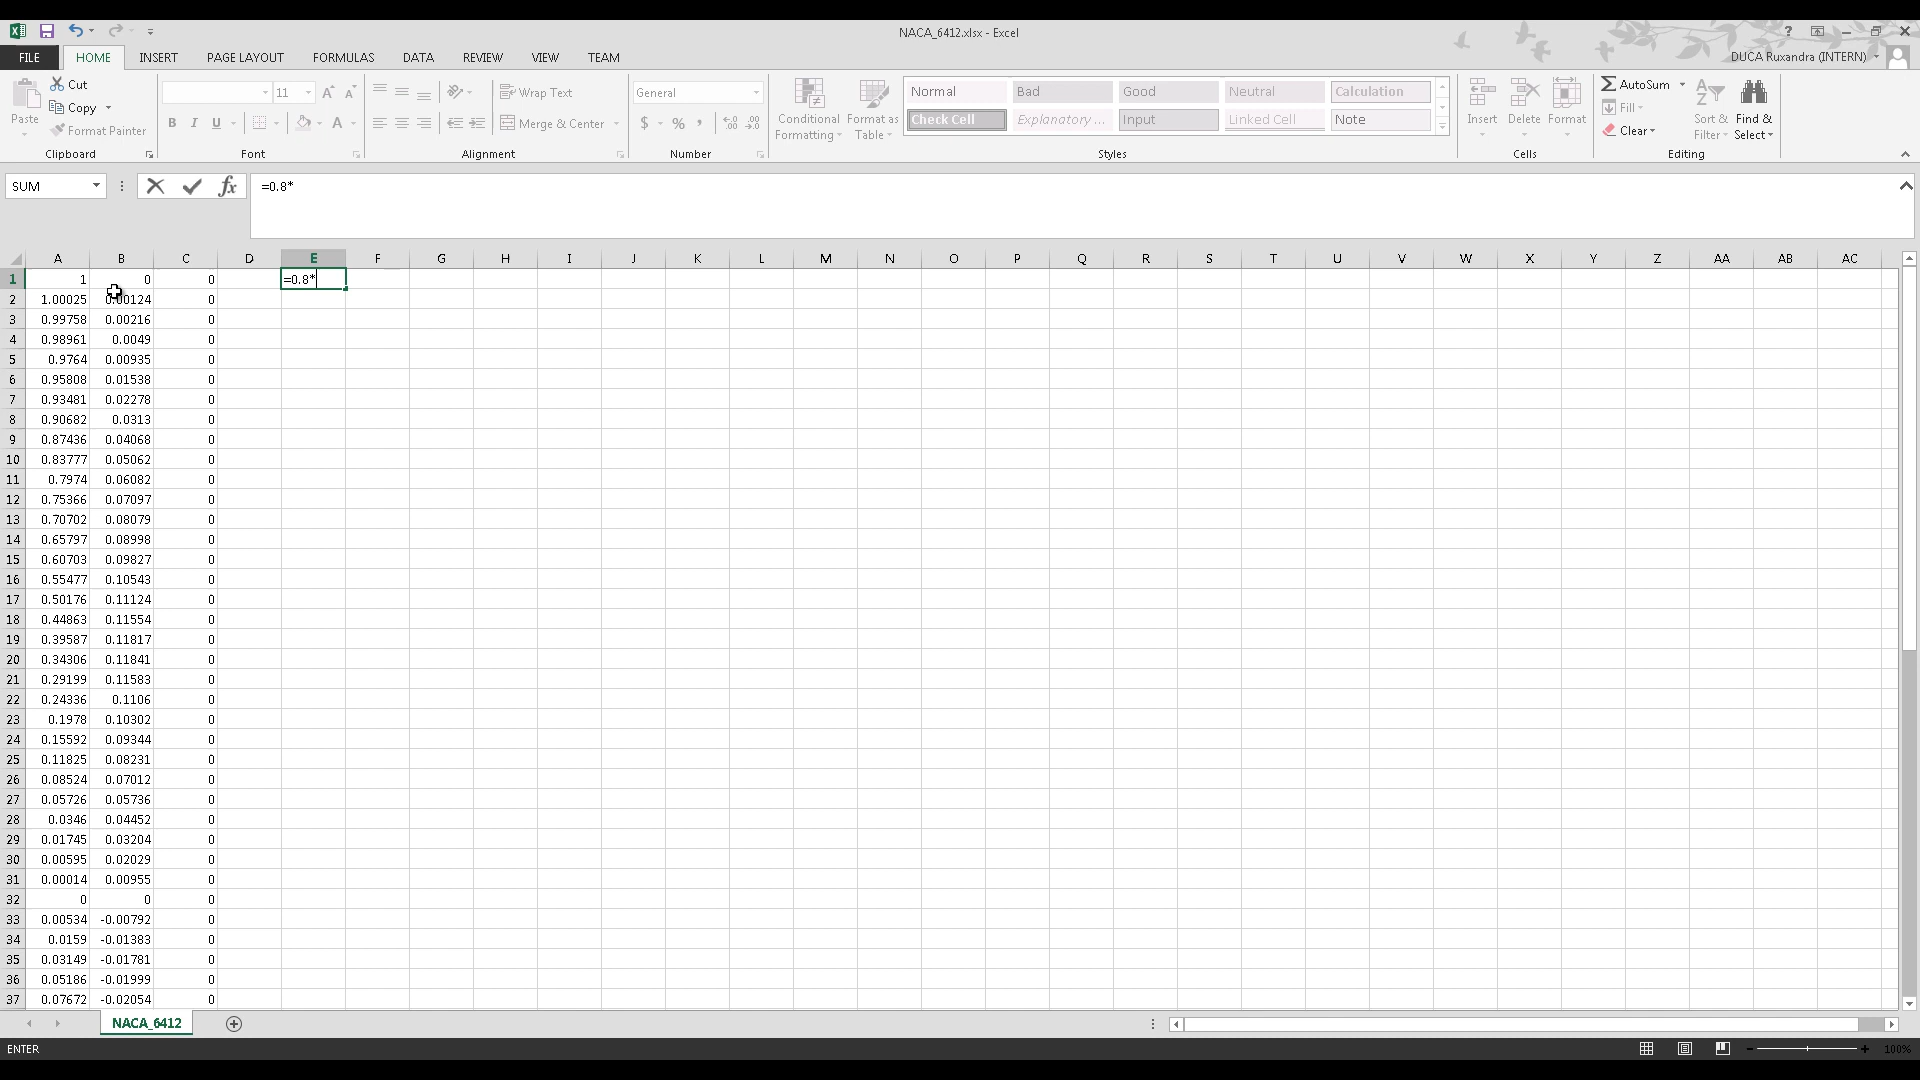 NACA_6412.xlsx - Excel
FILE HOME INSERT PAGE LAYOUT FORMULAS DATA REVIEW VIEW TEAM DUCA Ruxandra (INTERN)
Paste Cut Copy Format Painter
11 Wrap Text Merge & Center
General
Conditional Formatting Format as Table
Normal Bad Good Neutral Calculation
Check Cell Explanatory ... Input Linked Cell Note
Insert Delete Format
AutoSum Fill Clear Sort & Filter Find & Select
Clipboard Font Alignment Number Styles Cells Editing
SUM =0.8*
A B C D E F G H I J K L M N O P Q R S T U V W X Y Z AA AB AC
1 1 0 0 =0.8*
2 1.00025 0.00124 0
3 0.99758 0.00216 0
4 0.98961 0.0049 0
5 0.9764 0.00935 0
6 0.95808 0.01538 0
7 0.93481 0.02278 0
8 0.90682 0.0313 0
9 0.87436 0.04068 0
10 0.83777 0.05062 0
11 0.7974 0.06082 0
12 0.75366 0.07097 0
13 0.70702 0.08079 0
14 0.65797 0.08998 0
15 0.60703 0.09827 0
16 0.55477 0.10543 0
17 0.50176 0.11124 0
18 0.44863 0.11554 0
19 0.39587 0.11817 0
20 0.34306 0.11841 0
21 0.29199 0.11583 0
22 0.24336 0.1106 0
23 0.1978 0.10302 0
24 0.15592 0.09344 0
25 0.11825 0.08231 0
26 0.08524 0.07012 0
27 0.05726 0.05736 0
28 0.0346 0.04452 0
29 0.01745 0.03204 0
30 0.00595 0.02029 0
31 0.00014 0.00955 0
32 0 0 0
33 0.00534 -0.00792 0
34 0.0159 -0.01383 0
35 0.03149 -0.01781 0
36 0.05186 -0.01999 0
37 0.07672 -0.02054 0
NACA_6412
ENTER 100%